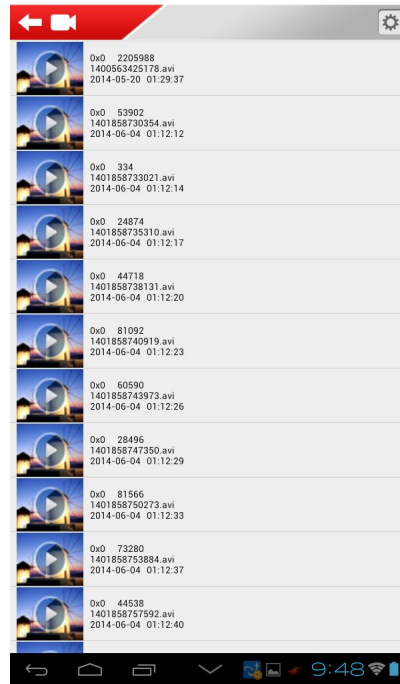 0x0 2205988
1400563425178.avi
2014-05-20 01:29:37
0x0 53902
1401858730354.avi
2014-06-04 01:12:12
0x0 334
1401858733021.avi
2014-06-04 01:12:14
0x0 24874
1401858735310.avi
2014-06-04 01:12:17
0x0 44718
1401858738131.avi
2014-06-04 01:12:20
0x0 81092
1401858740919.avi
2014-06-04 01:12:23
0x0 60590
1401858743973.avi
2014-06-04 01:12:26
0x0 28496
1401858747350.avi
2014-06-04 01:12:29
0x0 81566
1401858750273.avi
2014-06-04 01:12:33
0x0 73280
1401858753884.avi
2014-06-04 01:12:37
0x0 44538
1401858757592.avi
2014-06-04 01:12:40
9:48